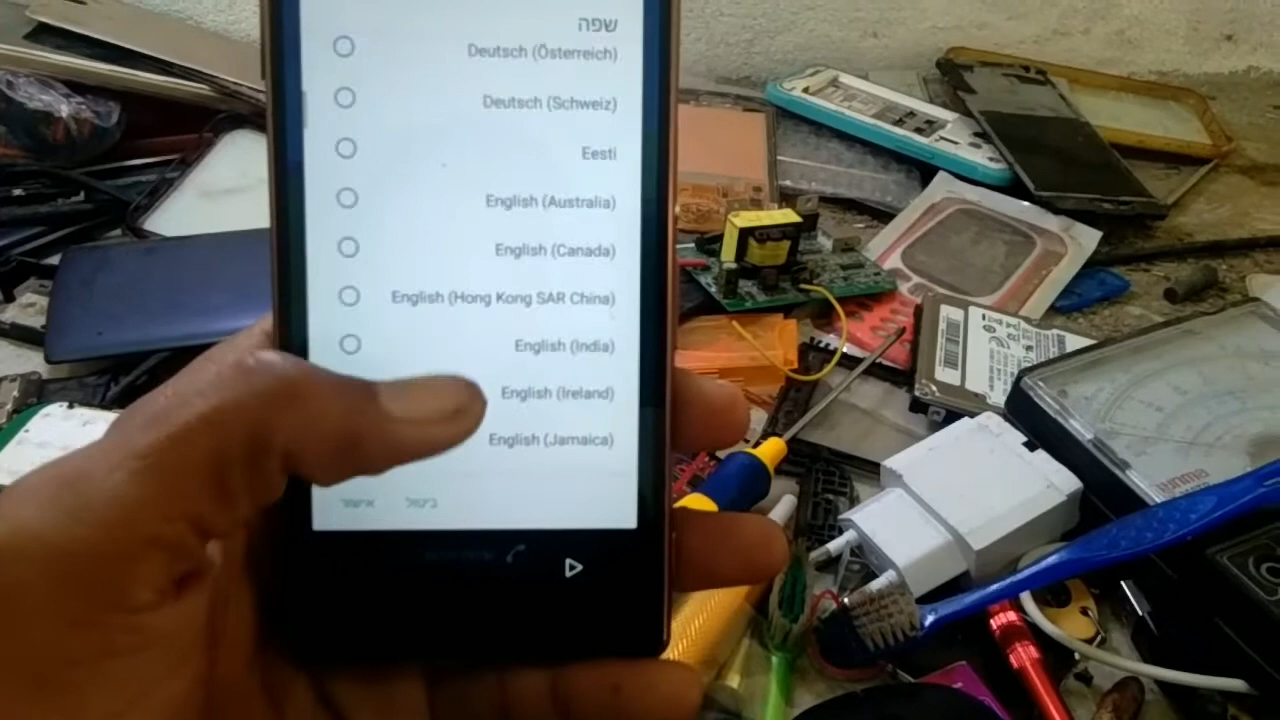 שפה
Deutsch (Österreich)
Deutsch (Schweiz)
Eesti
English (Australia)
English (Canada)
English (Hong Kong SAR China)
English (India)
English (Ireland)
English (Jamaica)
ביטול
אישור